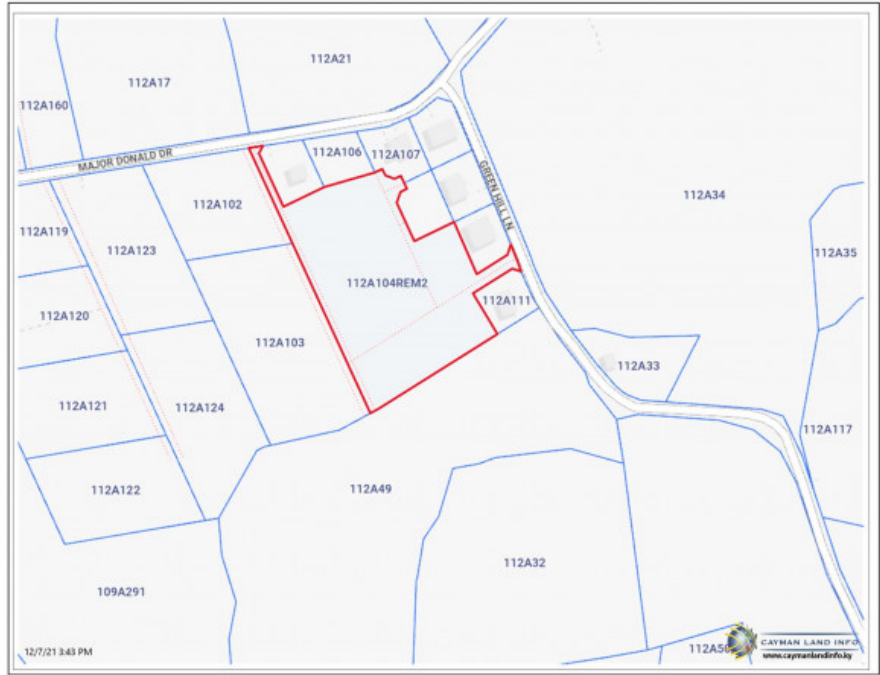 112A21
112A17
112A160
112A106
112A107
MAJOR DONALD DR
GREEN HILL LN
112A34
112A102
112A119
112A123
112A35
112A104REM2
112A111
112A120
112A103
112A33
112A121
112A124
112A117
112A122
112A49
112A32
109A291
112A50
12/7/21 3:43 PM
CAYMAN LAND INFO
www.caymanlandinfo.ky